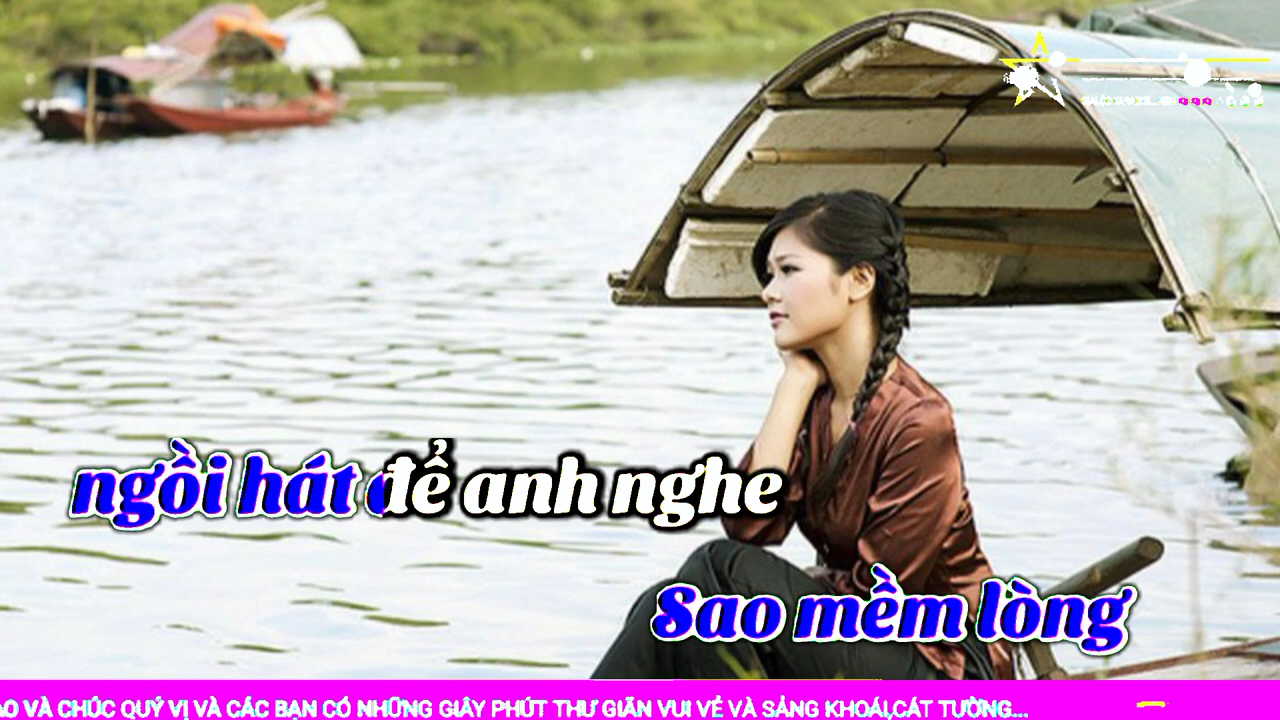 ngồi hát để anh nghe
Sao mềm lòng
VÀ CHÚC QUÝ VỊ VÀ CÁC BẠN CÓ NHỮNG GIÂY PHÚT THƯ GIÃN VUI VẺ VÀ SẢNG KHOÁI,CÁT TƯỜNG...